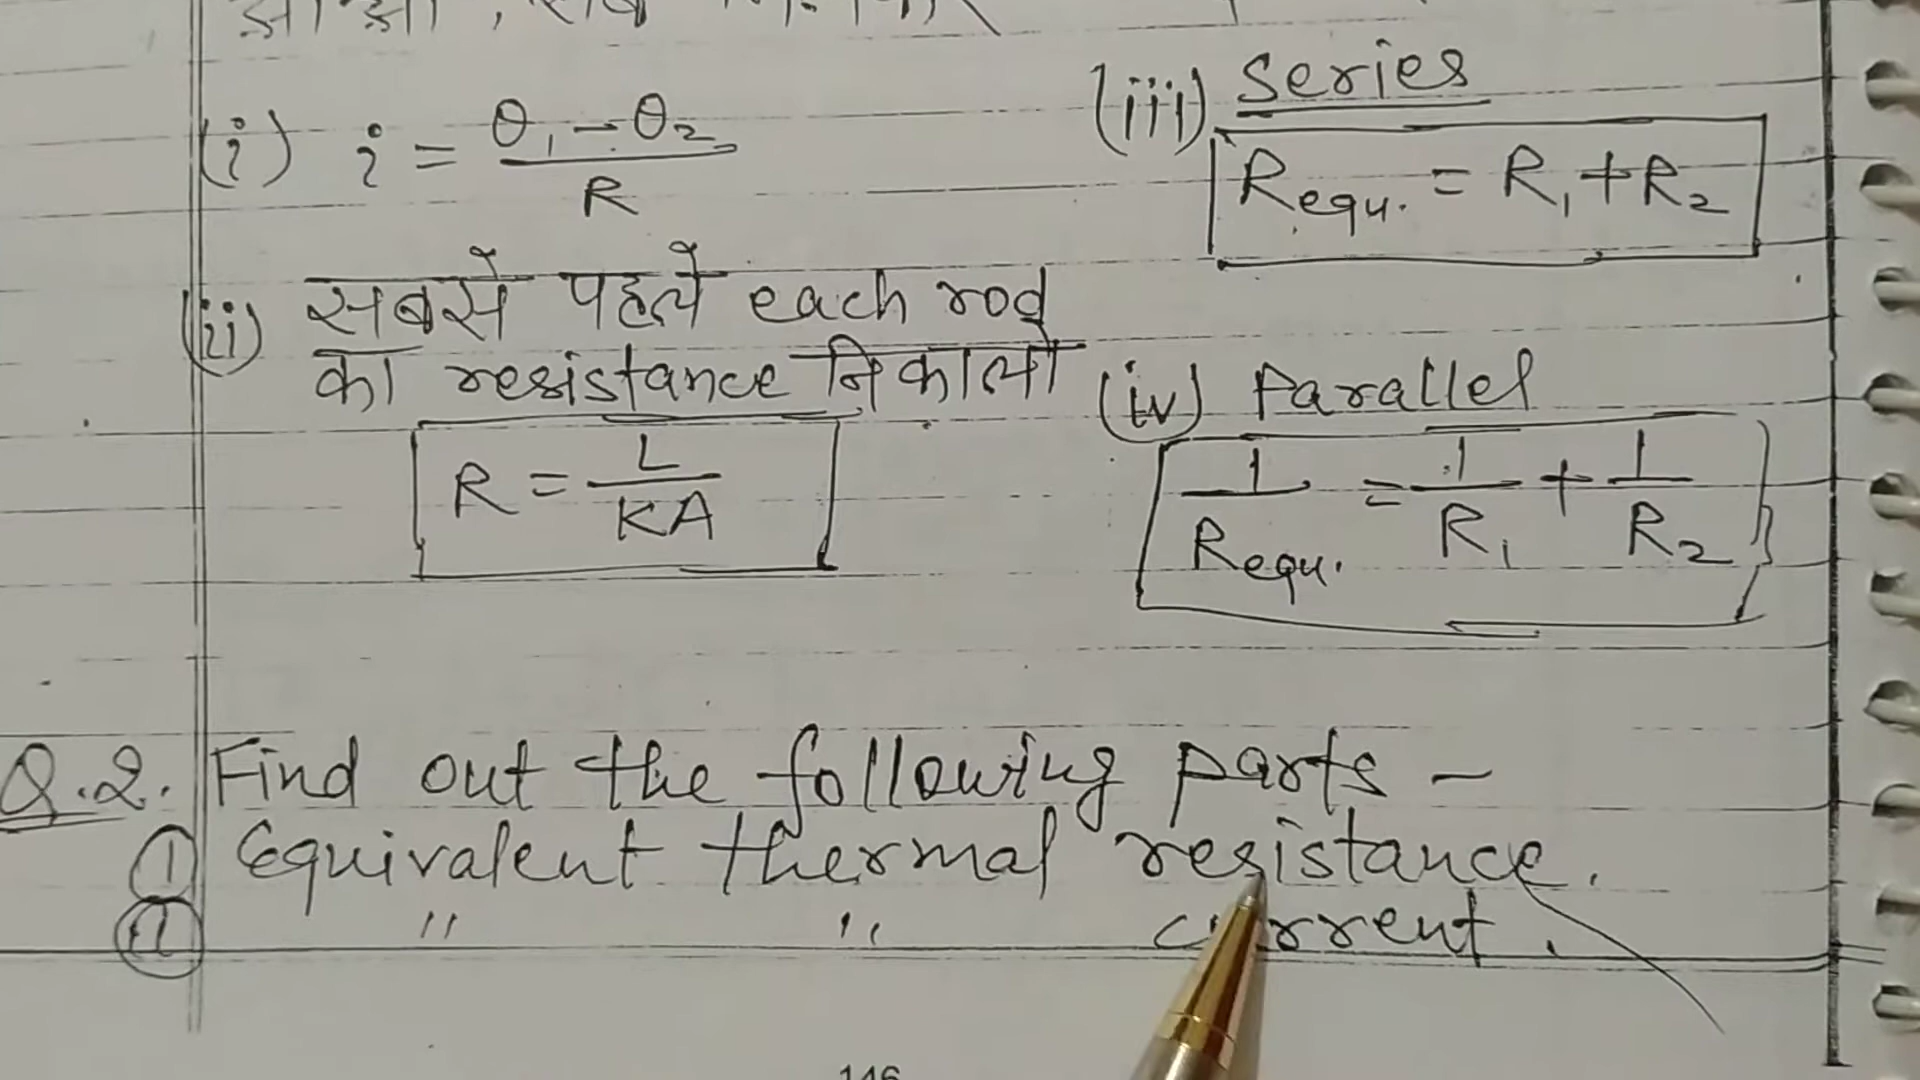 (i) i = θ₁ - θ₂ / R
(ii) सबसे पहले each rod
का resistance निकालो
R = L / KA
(iii) Series
Requ. = R₁ + R₂
(iv) Parallel
1 / Requ. = 1 / R₁ + 1 / R₂
Q.2. Find out the following parts -
(i) Equivalent thermal resistance.
(ii) " " current.
146